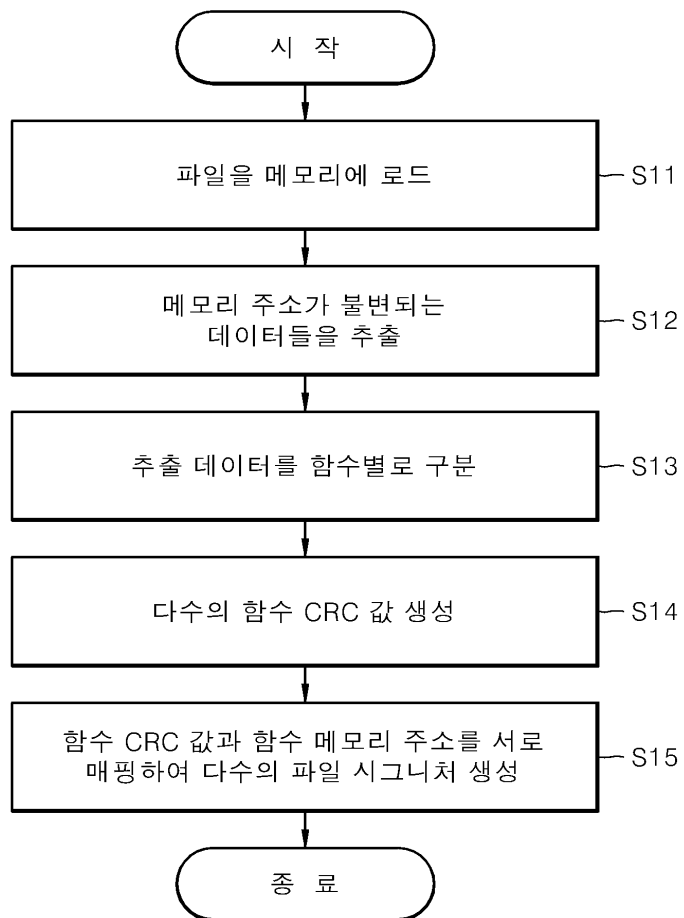 시 작
파일을 메모리에 로드
S11
메모리 주소가 불변되는
데이터들을 추출
S12
추출 데이터를 함수별로 구분
S13
다수의 함수 CRC 값 생성
S14
함수 CRC 값과 함수 메모리 주소를 서로
매핑하여 다수의 파일 시그니처 생성
S15
종 료